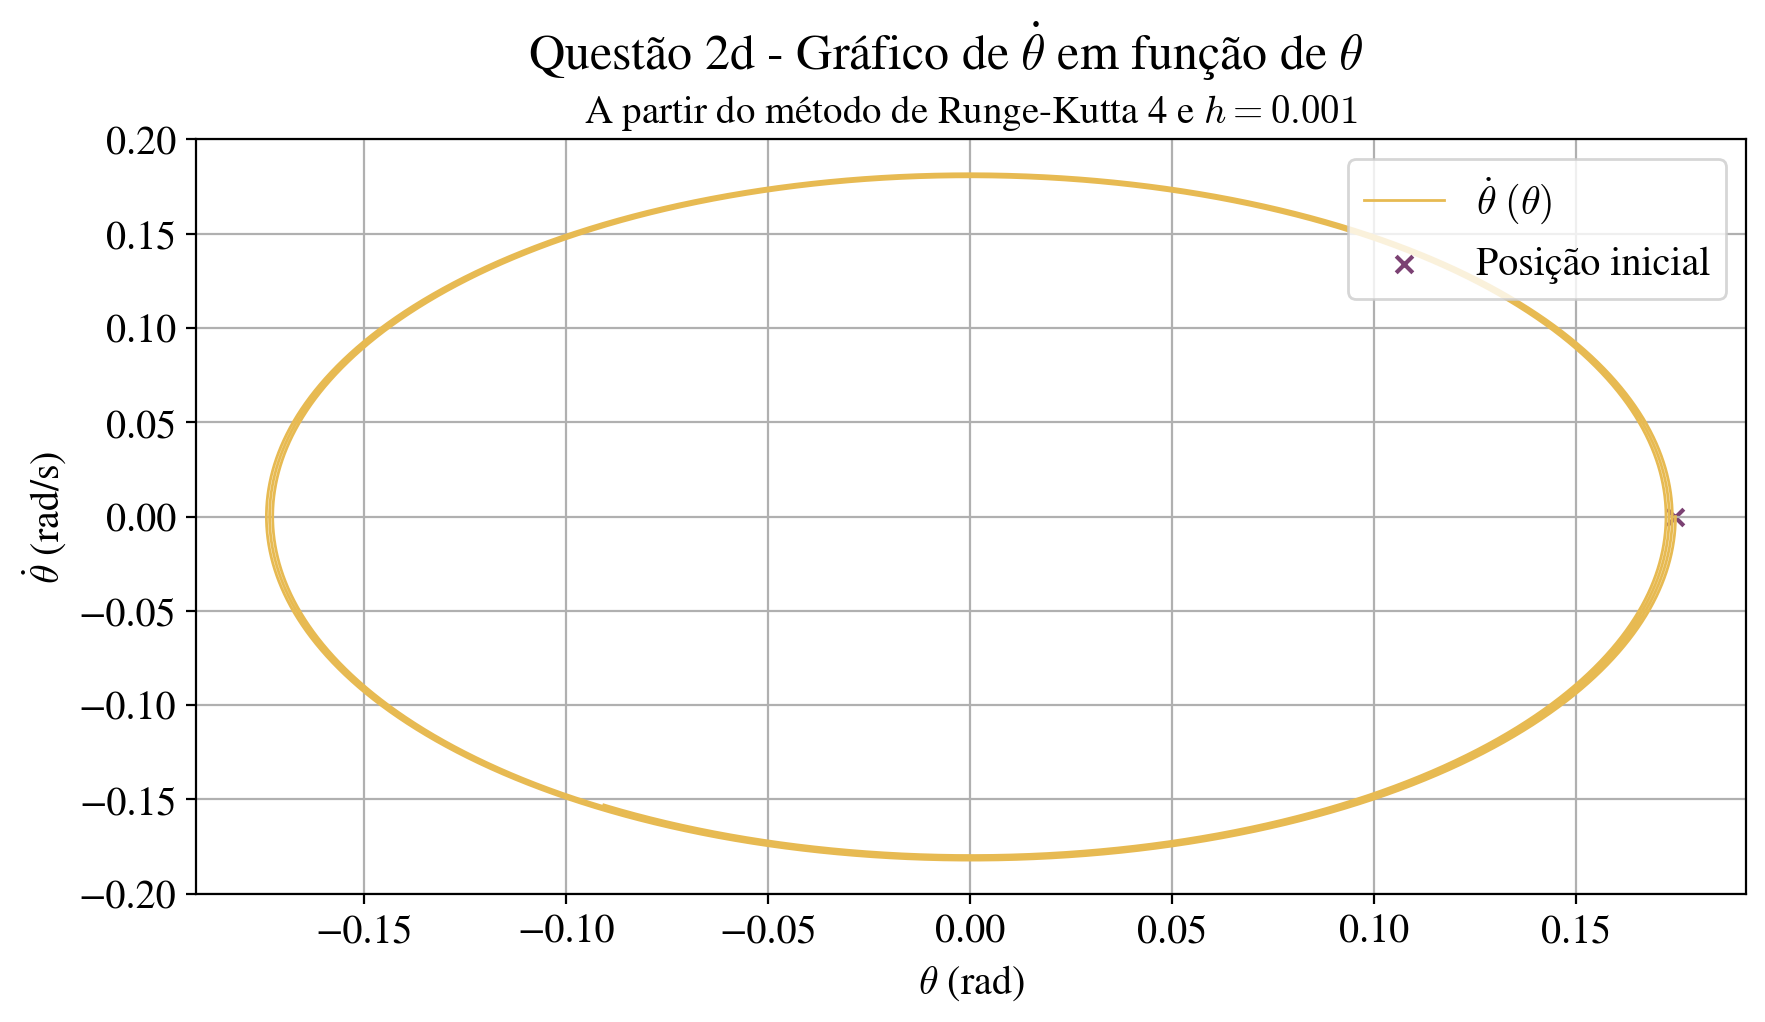 Questão 2d - Gráfico de θ̇ em função de θ
A partir do método de Runge-Kutta 4 e h = 0.001
θ̇ (θ)
Posição inicial
0.20
0.15
0.10
0.05
0.00
−0.05
−0.10
−0.15
−0.20
θ̇ (rad/s)
−0.15 −0.10 −0.05 0.00 0.05 0.10 0.15
θ (rad)